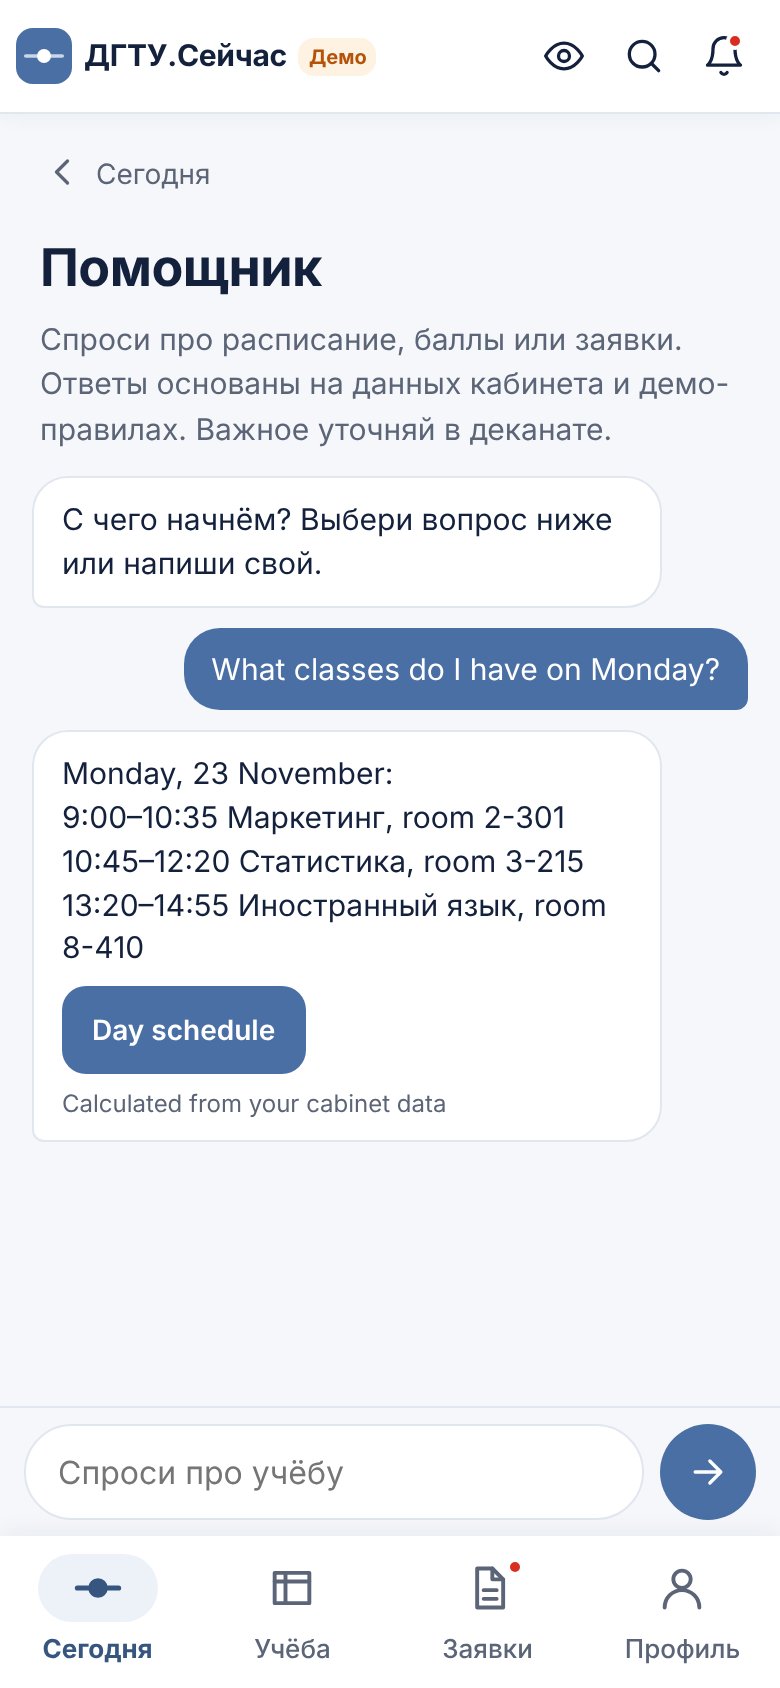 ДГТУ.Сейчас Демо
Сегодня
Помощник
Спроси про расписание, баллы или заявки.
Ответы основаны на данных кабинета и демо-
правилах. Важное уточняй в деканате.
С чего начнём? Выбери вопрос ниже
или напиши свой.
What classes do I have on Monday?
Monday, 23 November:
9:00–10:35 Маркетинг, room 2-301
10:45–12:20 Статистика, room 3-215
13:20–14:55 Иностранный язык, room
8-410
Day schedule
Calculated from your cabinet data
Спроси про учёбу
Сегодня Учёба Заявки Профиль